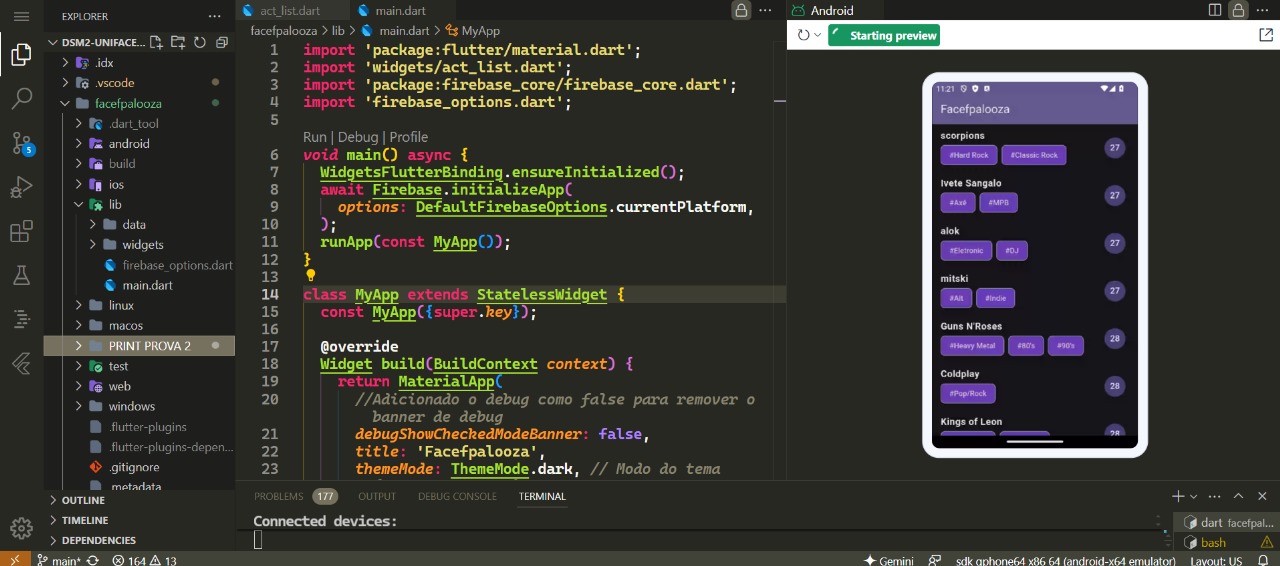 EXPLORER
DSM2-UNIFACE...
.idx
.vscode
facefpalooza
.dart_tool
android
build
ios
lib
data
widgets
firebase_options.dart
main.dart
linux
macos
PRINT PROVA 2
test
web
windows
.flutter-plugins
.flutter-plugins-depen...
.gitignore
.metadata
OUTLINE
TIMELINE
DEPENDENCIES
5
act_list.dart
main.dart
facefpalooza > lib > main.dart > MyApp
1 import 'package:flutter/material.dart';
2 import 'widgets/act_list.dart';
3 import 'package:firebase_core/firebase_core.dart';
4 import 'firebase_options.dart';
5
Run | Debug | Profile
6 void main() async {
7 WidgetsFlutterBinding.ensureInitialized();
8 await Firebase.initializeApp(
9 options: DefaultFirebaseOptions.currentPlatform,
10 );
11 runApp(const MyApp());
12 }
13
14 class MyApp extends StatelessWidget {
15 const MyApp({super.key});
16
17 @override
18 Widget build(BuildContext context) {
19 return MaterialApp(
20 //Adicionado o debug como false para remover o
banner de debug
21 debugShowCheckedModeBanner: false,
22 title: 'Facefpalooza',
23 themeMode: ThemeMode.dark, // Modo do tema
PROBLEMS 177 OUTPUT DEBUG CONSOLE TERMINAL
Connected devices:
dart facefpal...
bash
Android
Starting preview
11:21
Facefpalooza
scorpions
#Hard Rock #Classic Rock 27
Ivete Sangalo
#Axé #MPB 27
alok
#Eletronic #DJ 27
mitski
#Alt #Indie 27
Guns N'Roses
#Heavy Metal #80's #90's 28
Coldplay
#Pop/Rock 28
Kings of Leon
28
main* 164 13 Gemini sdk gphone64 x86 64 (android-x64 emulator) Layout: US